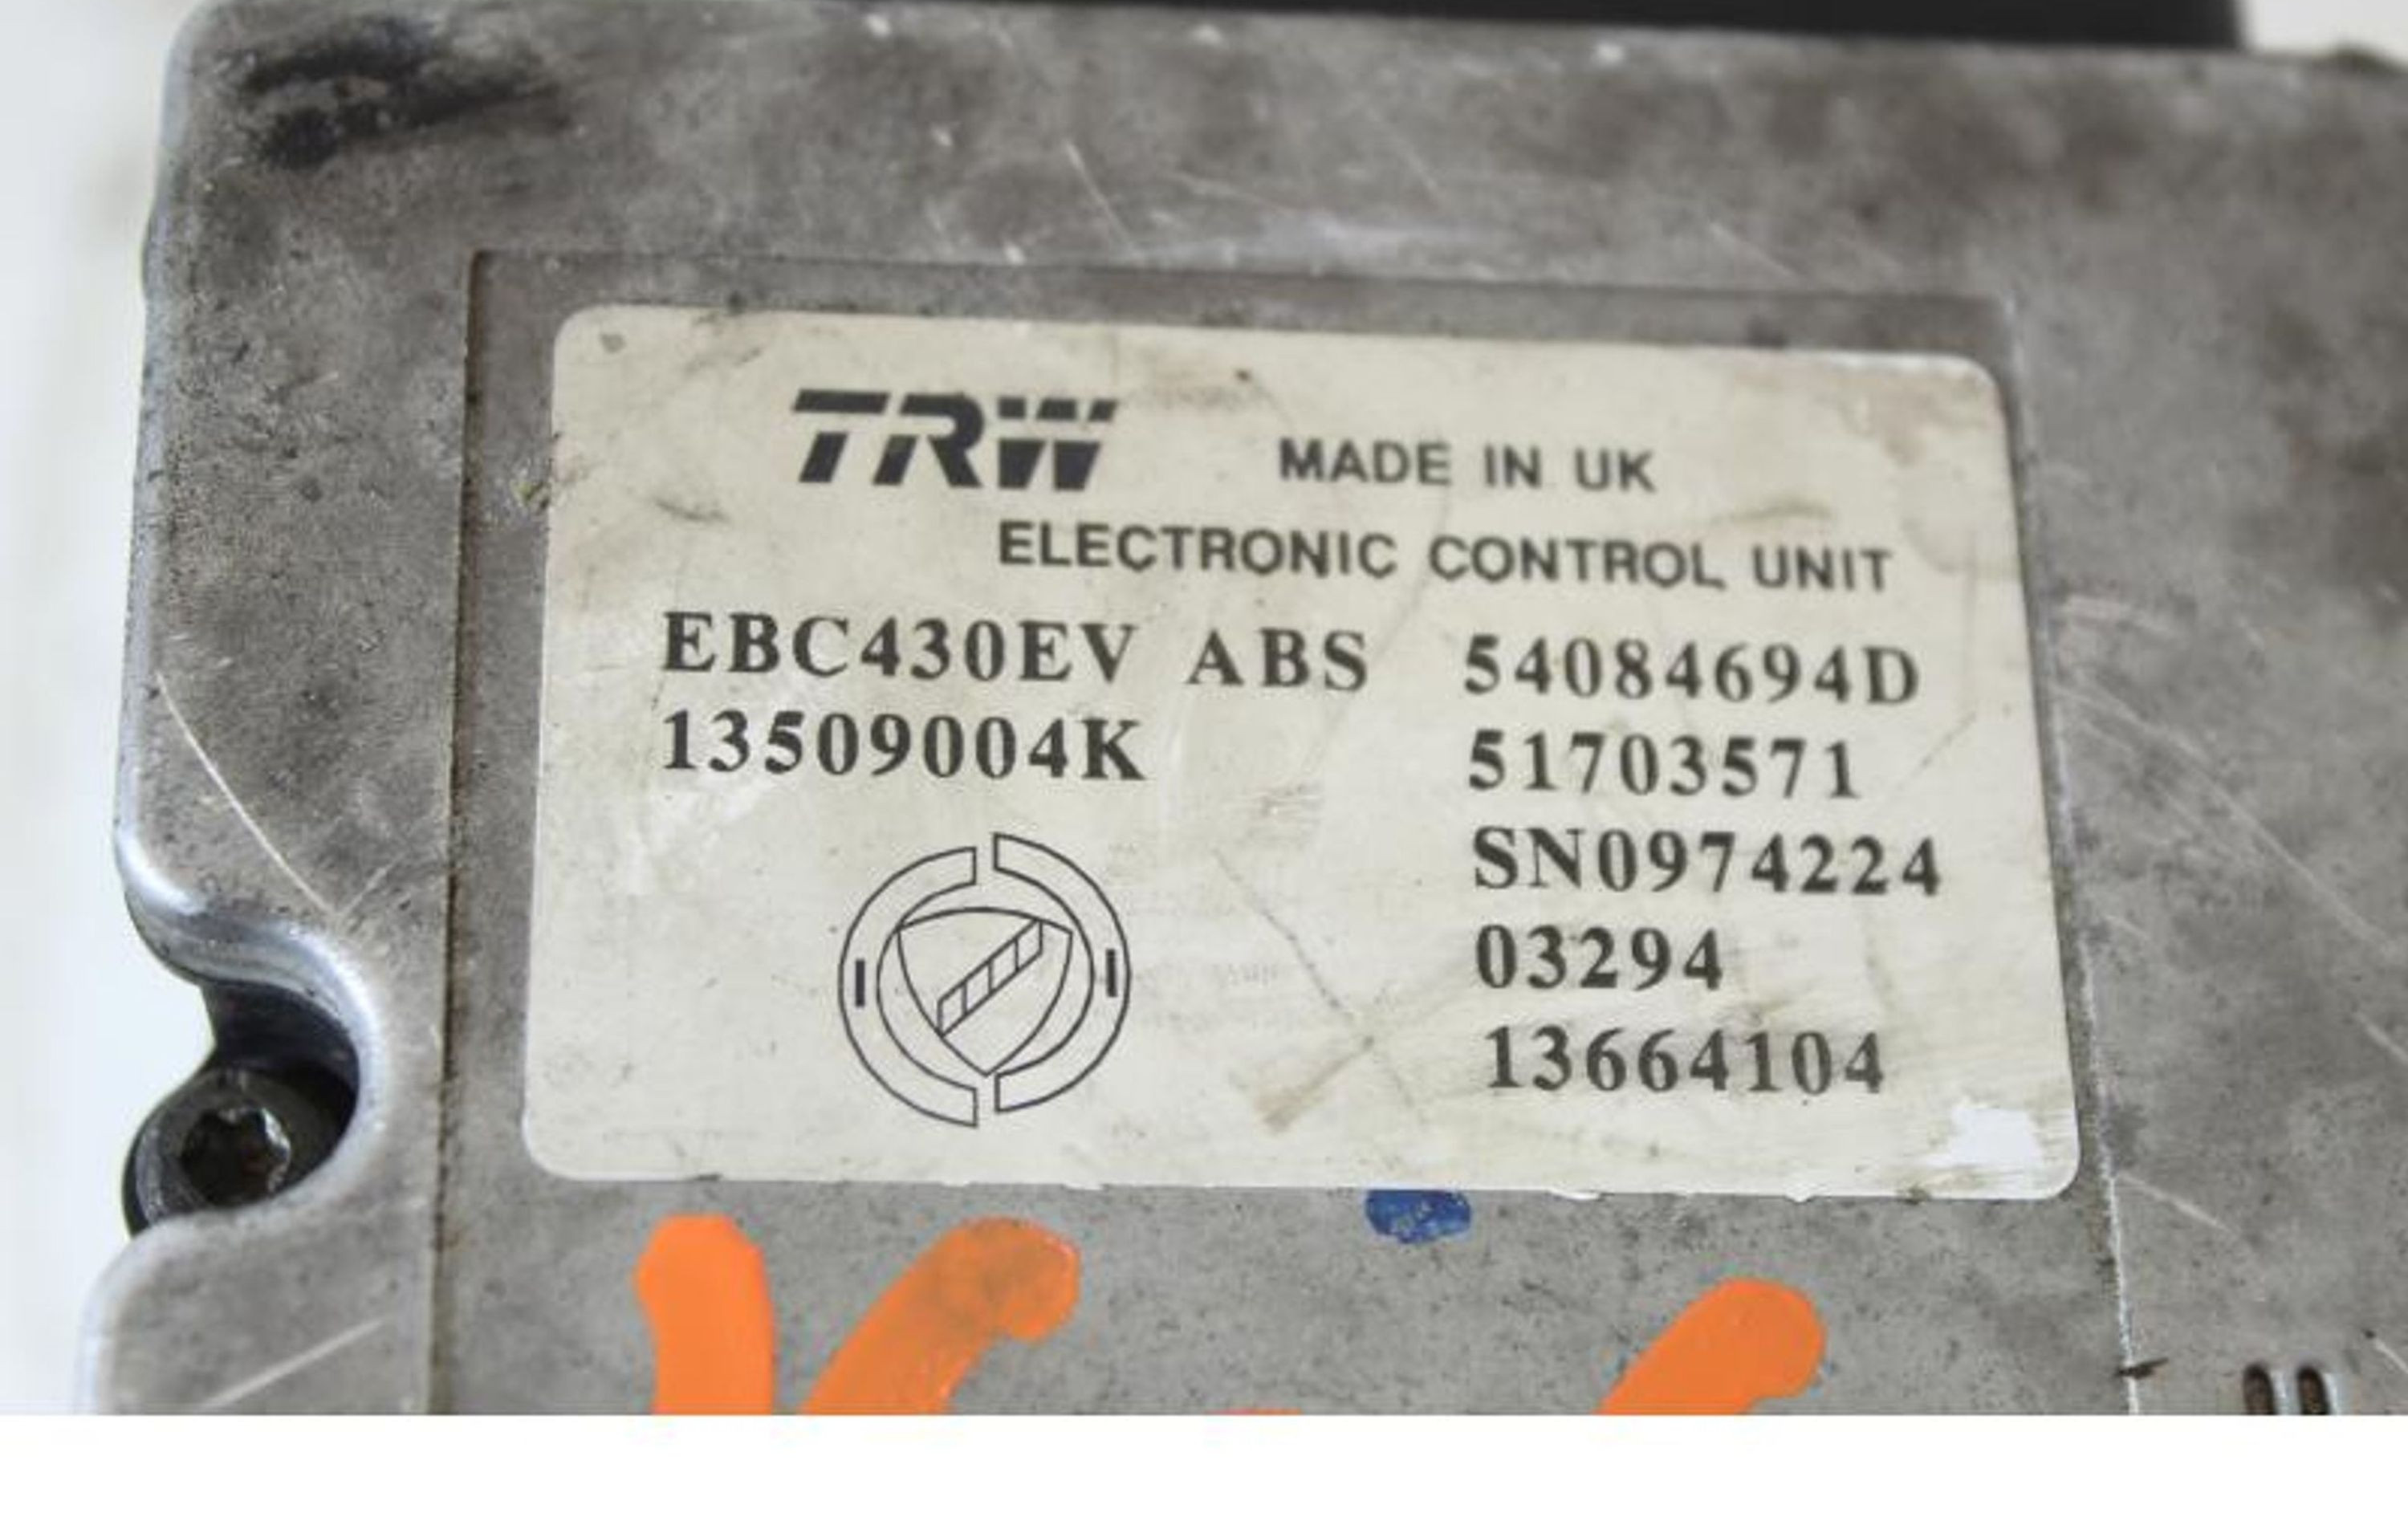 TRW MADE IN UK
ELECTRONIC CONTROL UNIT
EBC430EV ABS 54084694D
13509004K 51703571
SN0974224
03294
13664104